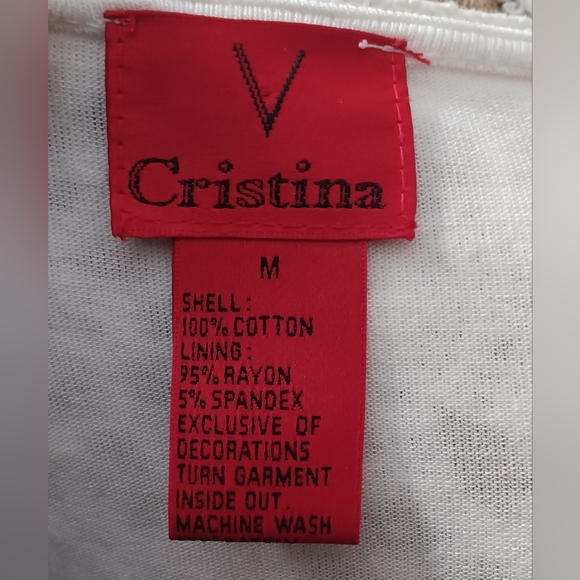 V
Cristina
M
SHELL:
100% COTTON
LINING:
95% RAYON
5% SPANDEX
EXCLUSIVE OF
DECORATIONS
TURN GARMENT
INSIDE OUT.
MACHINE WASH